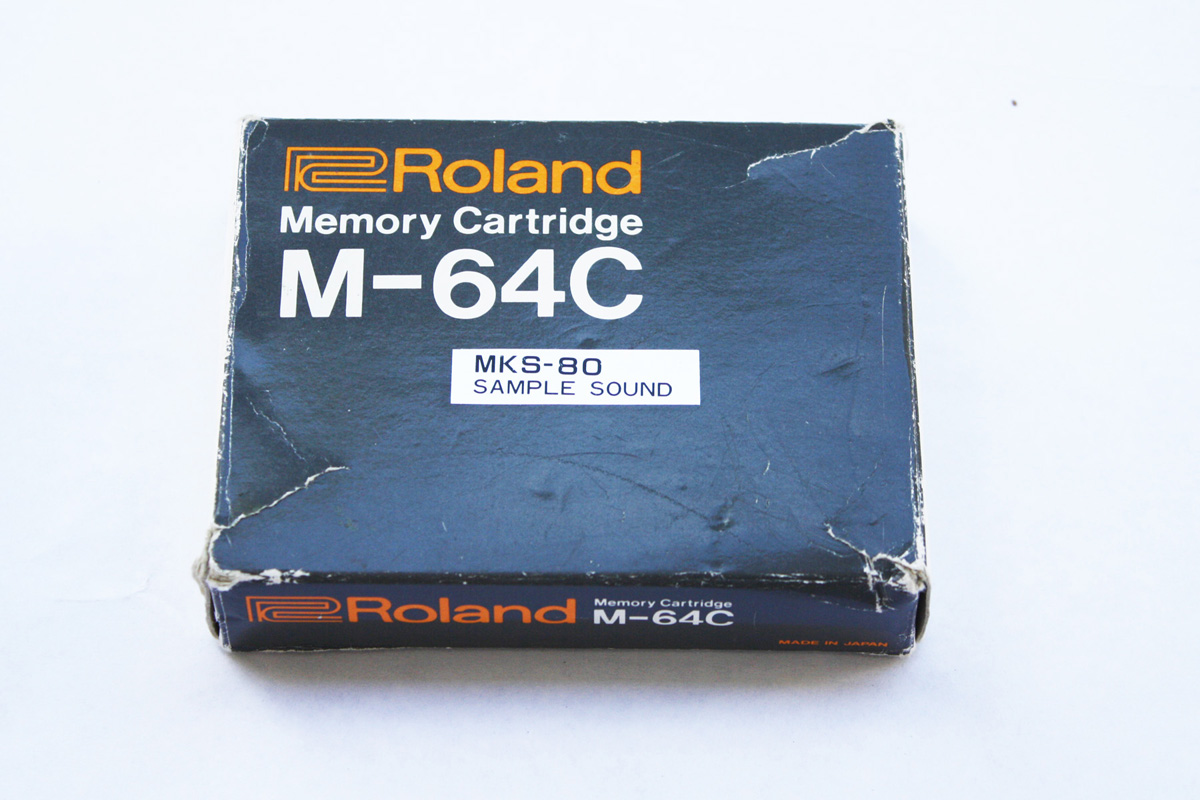 Roland
Memory Cartridge
M-64C
MKS-80
SAMPLE SOUND
Roland
Memory Cartridge
M-64C
MADE IN JAPAN